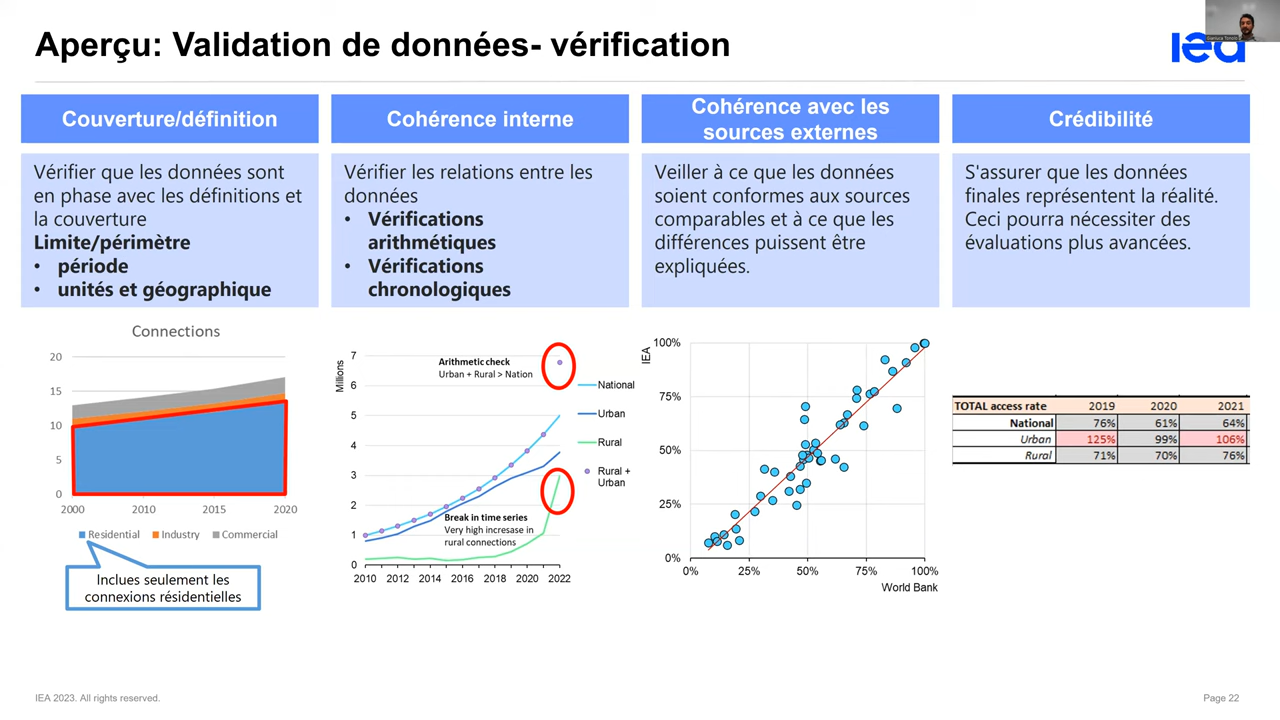 Aperçu: Validation de données- vérification
iea
Couverture/définition
Vérifier que les données sont
en phase avec les définitions et
la couverture
Limite/périmètre
• période
• unités et géographique
Cohérence interne
Vérifier les relations entre les
données
• Vérifications
arithmétiques
• Vérifications
chronologiques
Cohérence avec les
sources externes
Veiller à ce que les données
soient conformes aux sources
comparables et à ce que les
différences puissent être
expliquées.
Crédibilité
S'assurer que les données
finales représentent la réalité.
Ceci pourra nécessiter des
évaluations plus avancées.
Connections
20
15
10
5
0
2000 2010 2015 2020
Residential Industry Commercial
Inclues seulement les
connexions résidentielles
Millions
7
6
5
4
3
2
1
0
2010 2012 2014 2016 2018 2020 2022
Arithmetic check
Urban + Rural > Nation
Break in time series
Very high increase in
rural connections
National
Urban
Rural
Rural +
Urban
IEA
100%
75%
50%
25%
0%
0% 25% 50% 75% 100%
World Bank
TOTAL access rate 2019 2020 2021
National 76% 61% 64%
Urban 125% 99% 106%
Rural 71% 70% 76%
IEA 2023. All rights reserved.
Page 22